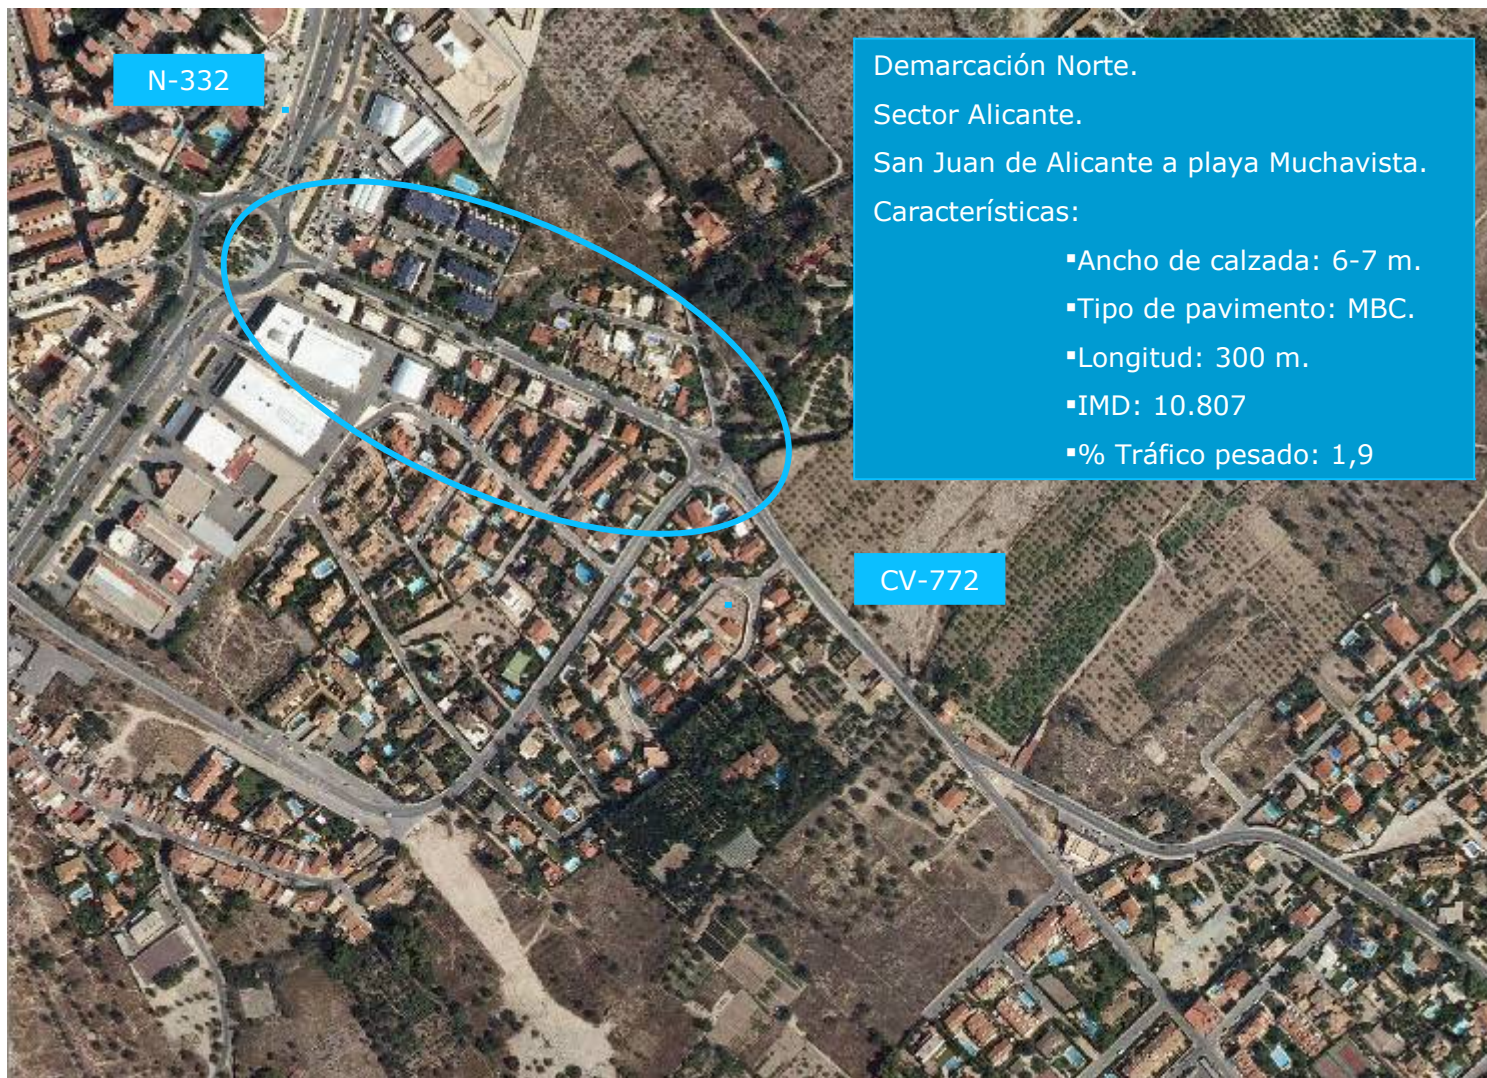 N-332
Demarcación Norte.
Sector Alicante.
San Juan de Alicante a playa Muchavista.
Características:
▪Ancho de calzada: 6-7 m.
▪Tipo de pavimento: MBC.
▪Longitud: 300 m.
▪IMD: 10.807
▪% Tráfico pesado: 1,9
CV-772